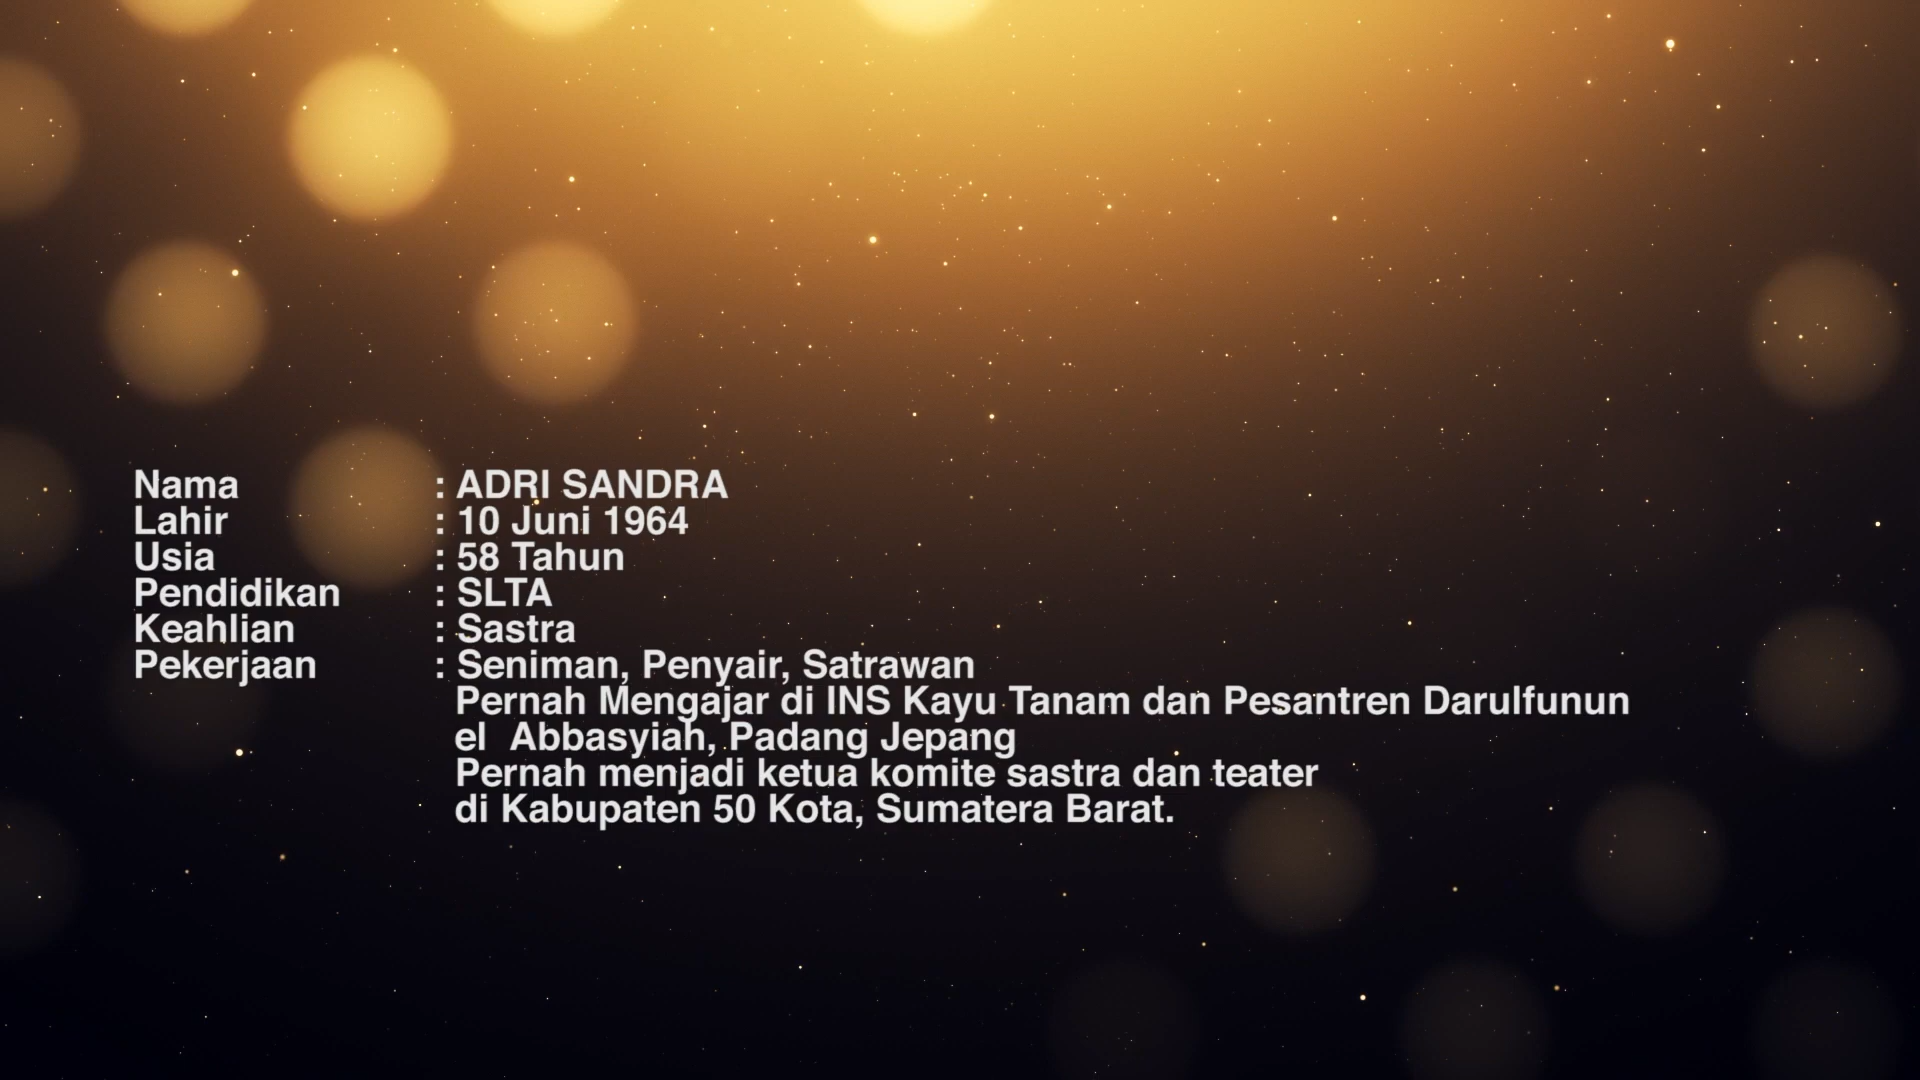 Nama : ADRI SANDRA
Lahir : 10 Juni 1964
Usia : 58 Tahun
Pendidikan : SLTA
Keahlian : Sastra
Pekerjaan : Seniman, Penyair, Satrawan
Pernah Mengajar di INS Kayu Tanam dan Pesantren Darulfunun
el  Abbasyiah, Padang Jepang
Pernah menjadi ketua komite sastra dan teater
di Kabupaten 50 Kota, Sumatera Barat.